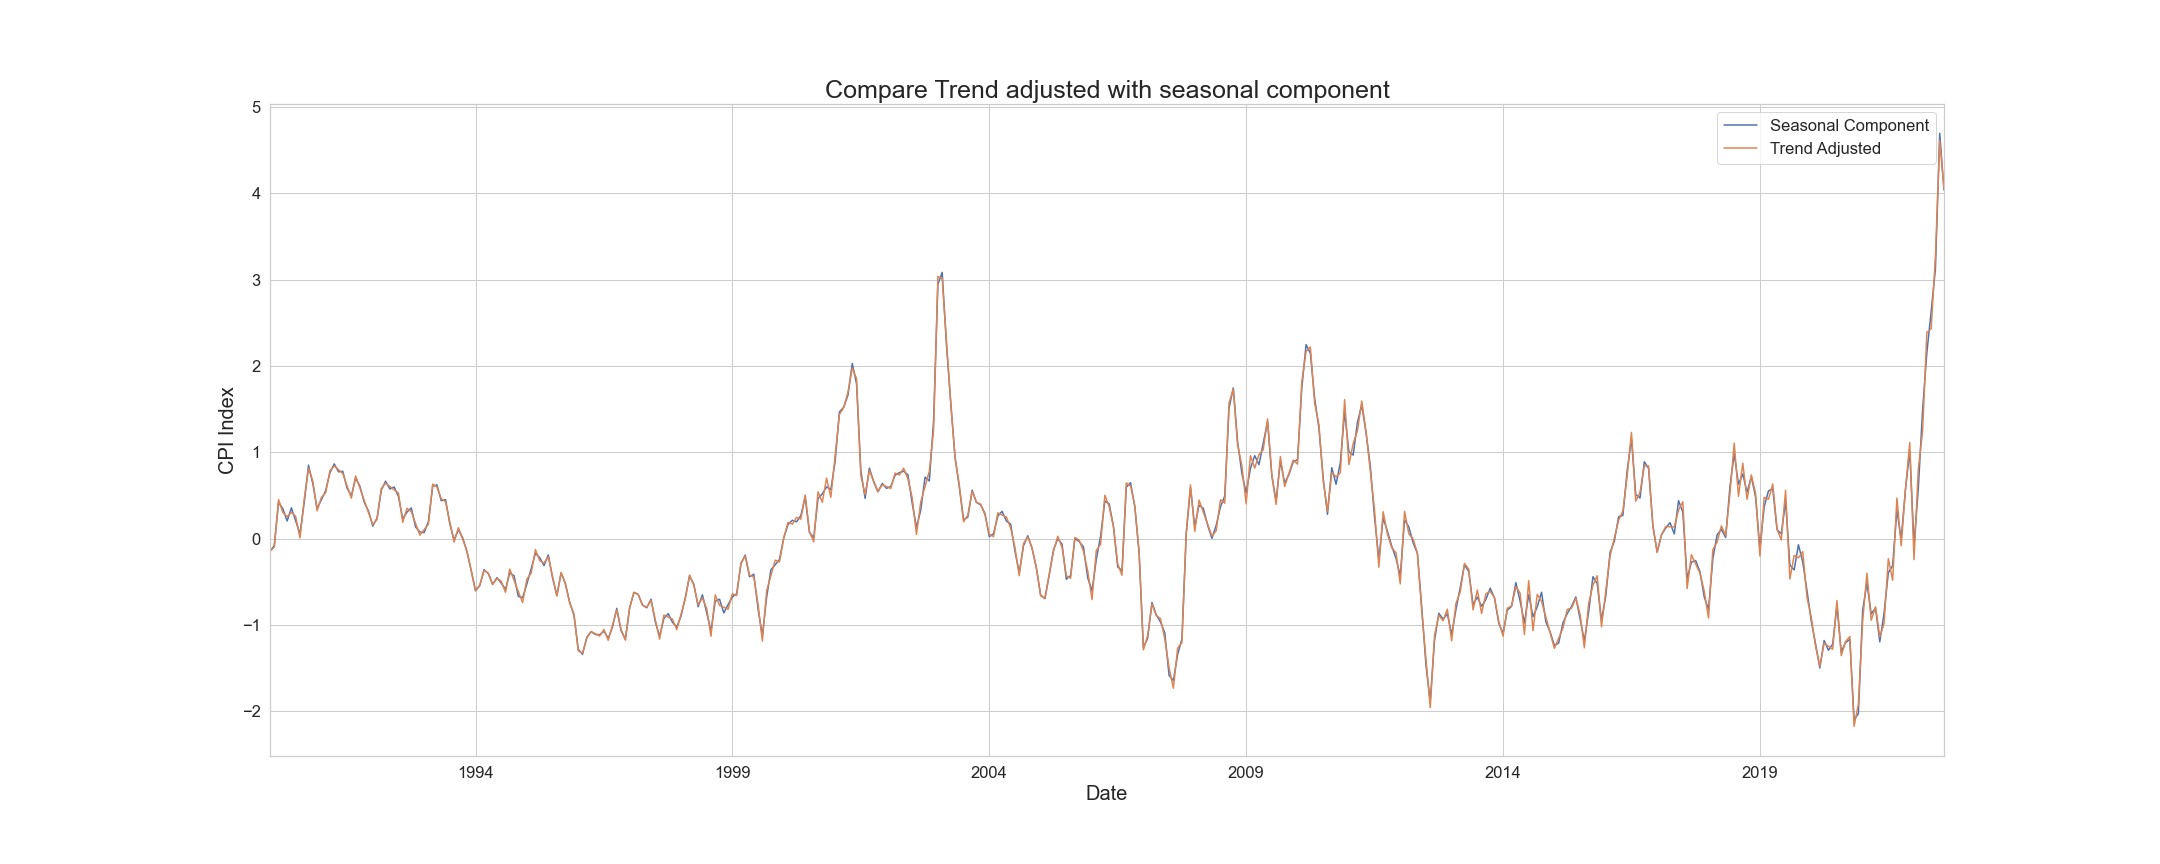 Compare Trend adjusted with seasonal component
Seasonal Component
Trend Adjusted
CPI Index
5
4
3
2
1
0
−1
−2
1994
1999
2004
2009
2014
2019
Date